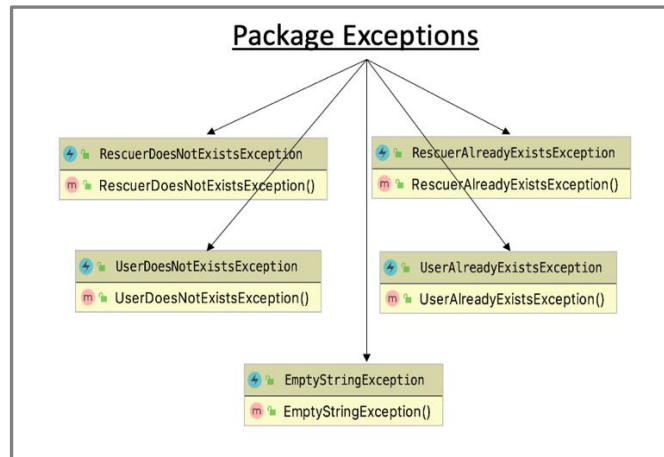 Package Exceptions
RescuerDoesNotExistsException
RescuerDoesNotExistsException()
RescuerAlreadyExistsException
RescuerAlreadyExistsException()
UserDoesNotExistsException
UserDoesNotExistsException()
UserAlreadyExistsException
UserAlreadyExistsException()
EmptyStringException
EmptyStringException()